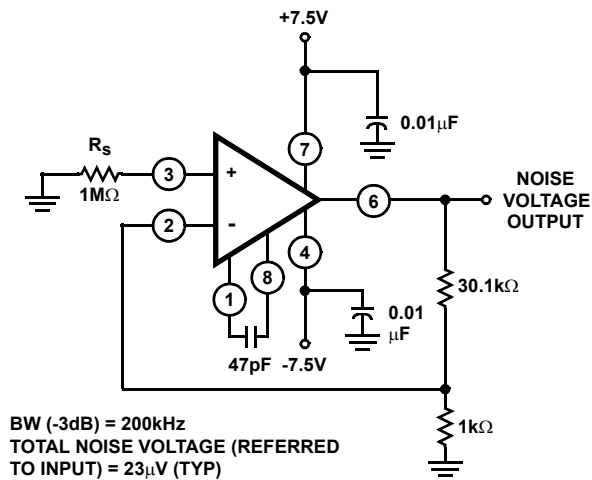 +7.5V
0.01μF
RS
1MΩ
3
+
7
2
-
6
NOISE
VOLTAGE
OUTPUT
4
8
1
30.1kΩ
0.01
μF
47pF
-7.5V
1kΩ
BW (-3dB) = 200kHz
TOTAL NOISE VOLTAGE (REFERRED
TO INPUT) = 23μV (TYP)